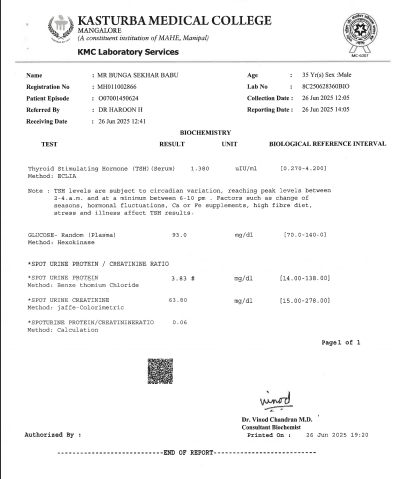 KASTURBA MEDICAL COLLEGE
MANGALORE
(A constituent institution of MAHE, Manipal)
KMC Laboratory Services
MC-6007
Name : MR BUNGA SEKHAR BABU Age : 35 Yr(s) Sex :Male
Registration No : MH011002866 Lab No : 8C250628360BIO
Patient Episode : O07001450624 Collection Date : 26 Jun 2025 12:05
Referred By : DR HAROON H Reporting Date : 26 Jun 2025 14:05
Receiving Date : 26 Jun 2025 12:41
BIOCHEMISTRY
TEST RESULT UNIT BIOLOGICAL REFERENCE INTERVAL
Thyroid Stimulating Hormone (TSH)(Serum) 1.380 uIU/ml [0.270-4.200]
Method: ECLIA
Note : TSH levels are subject to circadian variation, reaching peak levels between
2-4.a.m. and at a minimum between 6-10 pm . Factors such as change of
seasons, hormonal fluctuations, Ca or Fe supplements, high fibre diet,
stress and illness affect TSH results.
GLUCOSE- Random (Plasma) 93.0 mg/dl [70.0-140.0]
Method: Hexokinase
*SPOT URINE PROTEIN / CREATININE RATIO
*SPOT URINE PROTEIN 3.83 # mg/dl [14.00-138.00]
Method: Benze thomium Chloride
*SPOT URINE CREATININE 63.80 mg/dl [15.00-278.00]
Method: jaffe-Colorimetric
*SPOTURINE PROTEIN/CREATININERATIO 0.06
Method: Calculation
Page1 of 1
vinod
Dr. Vinod Chandran M.D.
Consultant Biochemist
Authorized By : Printed On : 26 Jun 2025 19:20
----------------------------END OF REPORT----------------------------